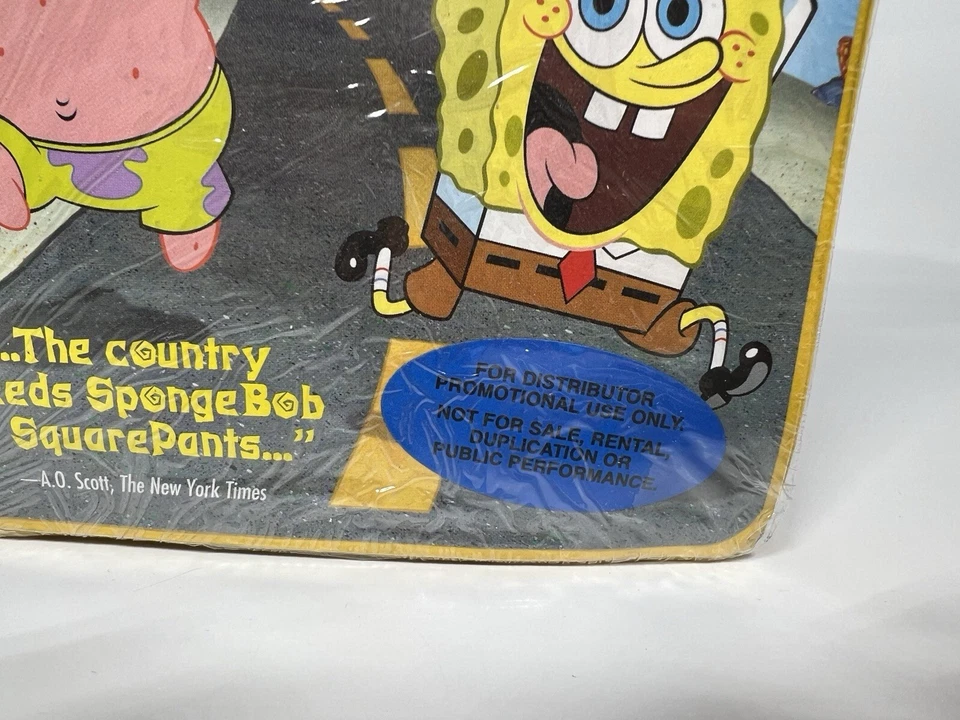 ...The country
eds SpongeBob
SquarePants..."
—A.O. Scott, The New York Times
FOR DISTRIBUTOR
PROMOTIONAL USE ONLY.
NOT FOR SALE, RENTAL,
DUPLICATION OR
PUBLIC PERFORMANCE.